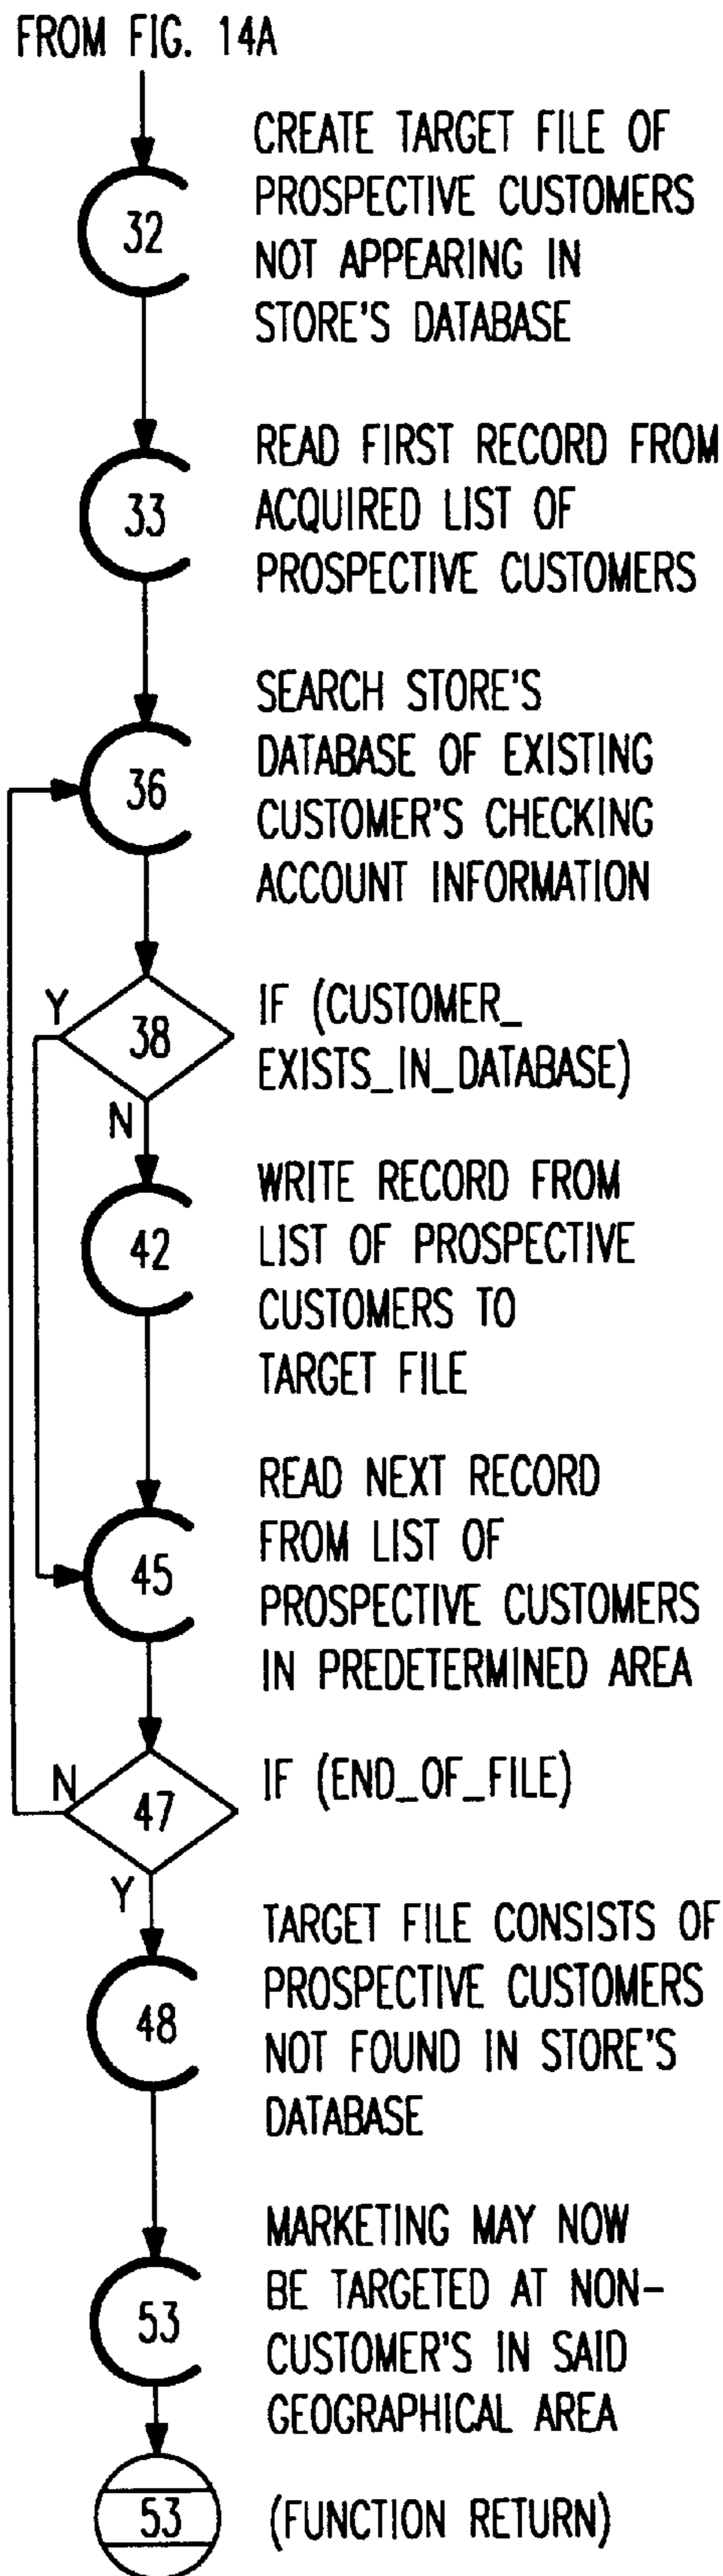 FROM FIG. 14A
32
CREATE TARGET FILE OF
PROSPECTIVE CUSTOMERS
NOT APPEARING IN
STORE'S DATABASE
33
READ FIRST RECORD FROM
ACQUIRED LIST OF
PROSPECTIVE CUSTOMERS
36
SEARCH STORE'S
DATABASE OF EXISTING
CUSTOMER'S CHECKING
ACCOUNT INFORMATION
Y
38
N
IF (CUSTOMER_
EXISTS_IN_DATABASE)
42
WRITE RECORD FROM
LIST OF PROSPECTIVE
CUSTOMERS TO
TARGET FILE
45
READ NEXT RECORD
FROM LIST OF
PROSPECTIVE CUSTOMERS
IN PREDETERMINED AREA
N
47
Y
IF (END_OF_FILE)
48
TARGET FILE CONSISTS OF
PROSPECTIVE CUSTOMERS
NOT FOUND IN STORE'S
DATABASE
53
MARKETING MAY NOW
BE TARGETED AT NON-
CUSTOMER'S IN SAID
GEOGRAPHICAL AREA
53
(FUNCTION RETURN)